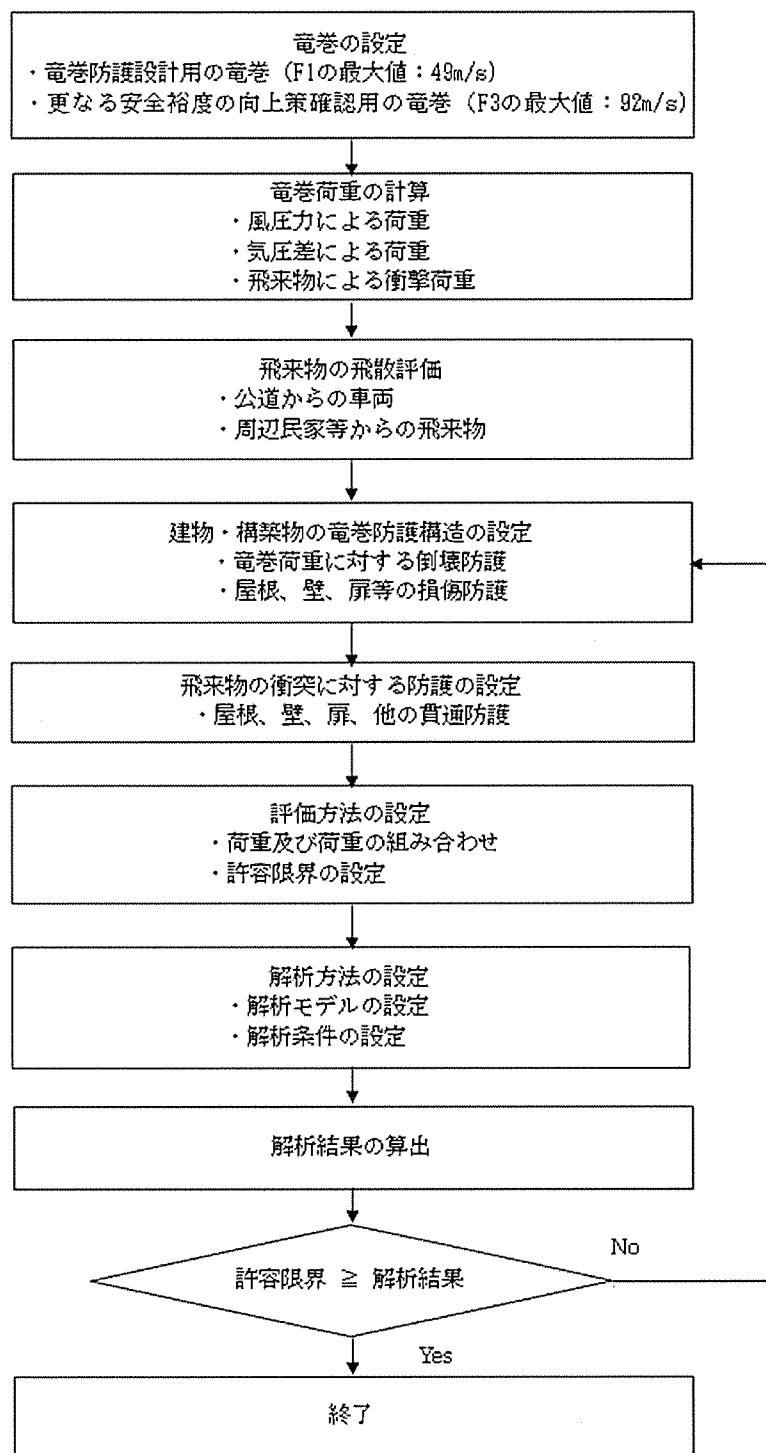 竜巻の設定
・竜巻防護設計用の竜巻（F1の最大値：49m/s）
・更なる安全裕度の向上策確認用の竜巻（F3の最大値：92m/s）
竜巻荷重の計算
・風圧力による荷重
・気圧差による荷重
・飛来物による衝撃荷重
飛来物の飛散評価
・公道からの車両
・周辺民家等からの飛来物
建物・構築物の竜巻防護構造の設定
・竜巻荷重に対する倒壊防護
・屋根、壁、扉等の損傷防護
飛来物の衝突に対する防護の設定
・屋根、壁、扉、他の貫通防護
評価方法の設定
・荷重及び荷重の組み合わせ
・許容限界の設定
解析方法の設定
・解析モデルの設定
・解析条件の設定
解析結果の算出
許容限界 ≧ 解析結果
No
Yes
終了